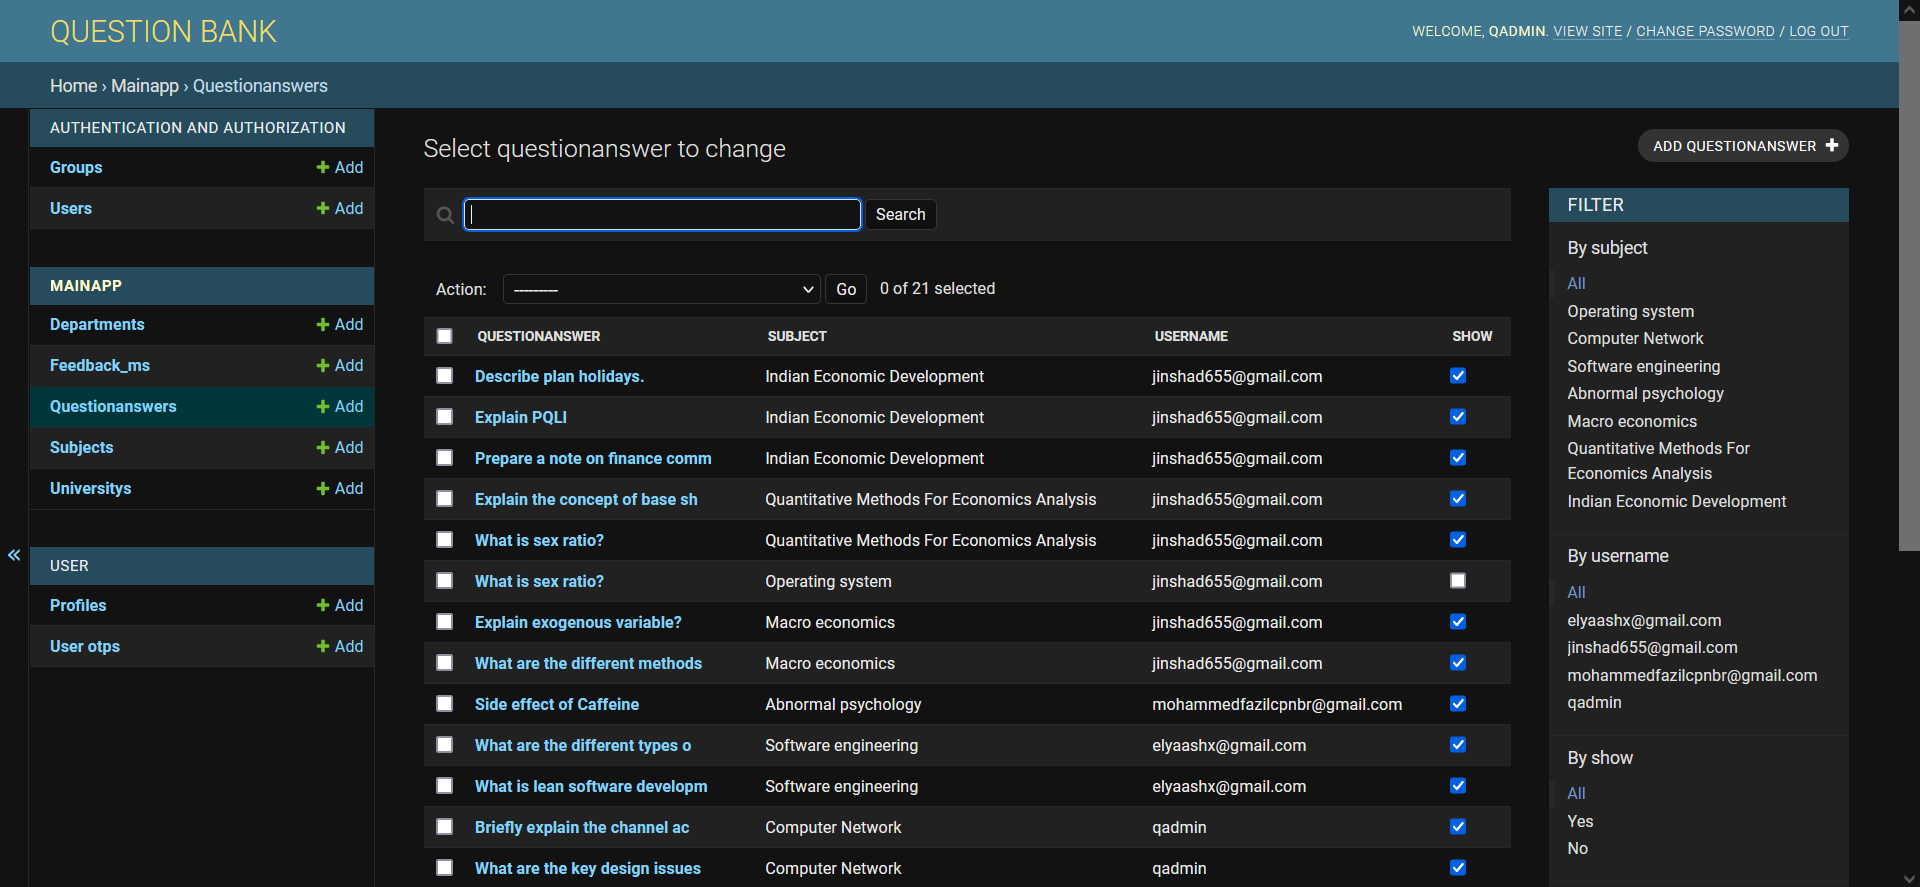 QUESTION BANK
WELCOME, QADMIN. VIEW SITE / CHANGE PASSWORD / LOG OUT
Home › Mainapp › Questionanswers
AUTHENTICATION AND AUTHORIZATION
Groups Add
Users Add
MAINAPP
Departments Add
Feedback_ms Add
Questionanswers Add
Subjects Add
Universitys Add
USER
Profiles Add
User otps Add
«
Select questionanswer to change
ADD QUESTIONANSWER
Search
Action: --------- Go 0 of 21 selected
QUESTIONANSWER SUBJECT USERNAME SHOW
Describe plan holidays. Indian Economic Development jinshad655@gmail.com
Explain PQLI Indian Economic Development jinshad655@gmail.com
Prepare a note on finance comm Indian Economic Development jinshad655@gmail.com
Explain the concept of base sh Quantitative Methods For Economics Analysis jinshad655@gmail.com
What is sex ratio? Quantitative Methods For Economics Analysis jinshad655@gmail.com
What is sex ratio? Operating system jinshad655@gmail.com
Explain exogenous variable? Macro economics jinshad655@gmail.com
What are the different methods Macro economics jinshad655@gmail.com
Side effect of Caffeine Abnormal psychology mohammedfazilcpnbr@gmail.com
What are the different types o Software engineering elyaashx@gmail.com
What is lean software developm Software engineering elyaashx@gmail.com
Briefly explain the channel ac Computer Network qadmin
What are the key design issues Computer Network qadmin
FILTER
By subject
All
Operating system
Computer Network
Software engineering
Abnormal psychology
Macro economics
Quantitative Methods For
Economics Analysis
Indian Economic Development
By username
All
elyaashx@gmail.com
jinshad655@gmail.com
mohammedfazilcpnbr@gmail.com
qadmin
By show
All
Yes
No